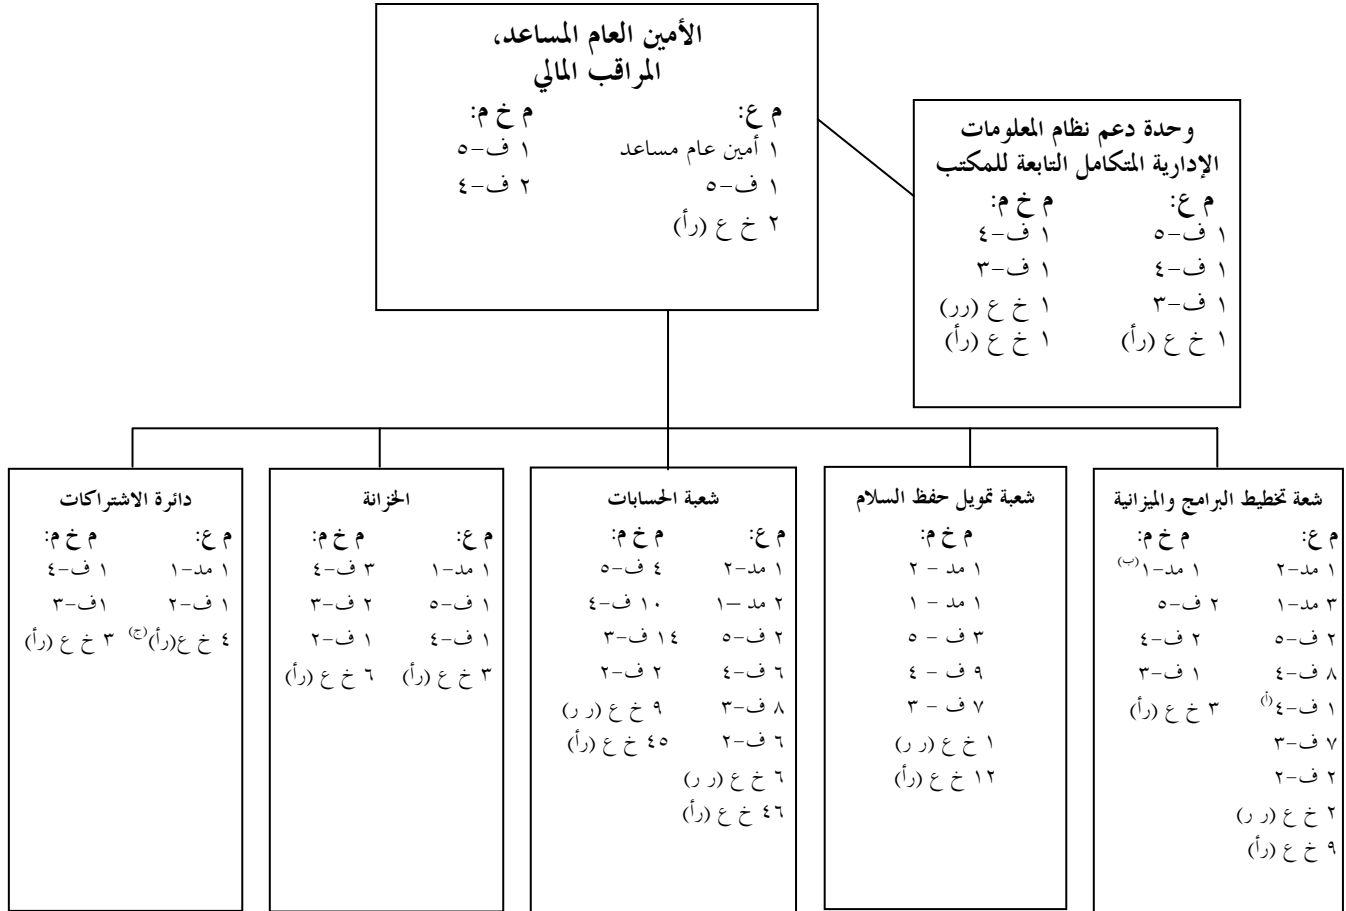 الأمين العام المساعد،
المراقب المالي
م ع: م خ م:
١ أمين عام مساعد ١ ف-٥
١ ف-٥ ٢ ف-٤
٢ خ ع (رأ)
وحدة دعم نظام المعلومات
الإدارية المتكامل التابعة للمكتب
م ع: م خ م:
١ ف-٥ ١ ف-٤
١ ف-٤ ١ ف-٣
١ ف-٣ ١ خ ع (رر)
١ خ ع (رأ) ١ خ ع (رأ)
شعة تخطيط البرامج والميزانية
م ع: م خ م:
١ مد-٢ ١ مد-١(ب)
٣ مد-١ ٢ ف-٥
٢ ف-٥ ٢ ف-٤
٨ ف-٤ ١ ف-٣
١ ف-٤(أ) ٣ خ ع (رأ)
٧ ف-٣
٢ ف-٢
٢ خ ع (ر ر)
٩ خ ع (رأ)
شعبة تمويل حفظ السلام
م خ م:
١ مد - ٢
١ مد - ١
٣ ف - ٥
٩ ف - ٤
٧ ف - ٣
١ خ ع (ر ر)
١٢ خ ع (رأ)
شعبة الحسابات
م ع: م خ م:
١ مد-٢ ٤ ف-٥
٢ مد –١ ١٠ ف-٤
٢ ف-٥ ١٤ ف-٣
٦ ف-٤ ٢ ف-٢
٨ ف-٣ ٩ خ ع (ر ر)
٦ ف-٢ ٤٥ خ ع (رأ)
٦ خ ع (ر ر)
٤٦ خ ع (رأ)
الخزانة
م ع: م خ م:
١ مد-١ ٣ ف-٤
١ ف-٥ ٢ ف-٣
١ ف-٤ ١ ف-٢
٣ خ ع (رأ) ٦ خ ع (رأ)
دائرة الاشتراكات
م ع: م خ م:
١ مد-١ ١ ف-٤
١ ف-٢ ١ف-٣
٤ خ ع(رأ)(ج) ٣ خ ع (رأ)